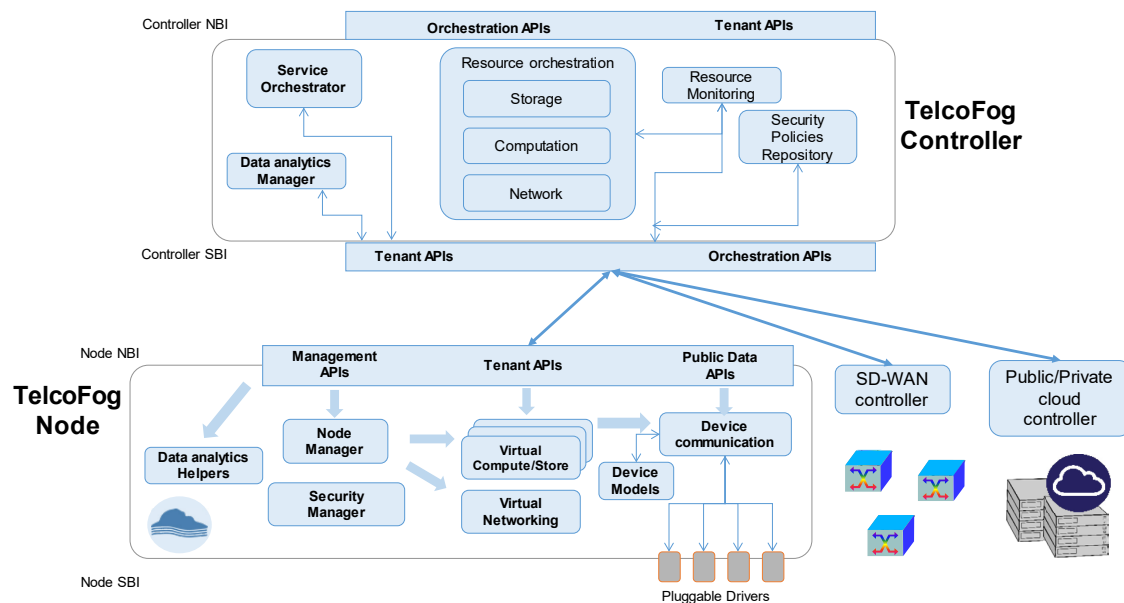 Controller NBI
Orchestration APIs
Tenant APIs
Service
Orchestrator
Resource orchestration
Storage
Computation
Network
Resource
Monitoring
Security
Policies
Repository
TelcoFog
Controller
Data analytics
Manager
Controller SBI
Tenant APIs
Orchestration APIs
Node NBI
Management
APIs
Tenant APIs
Public Data
APIs
TelcoFog
Node
Data analytics
Helpers
Node
Manager
Security
Manager
Virtual
Compute/Store
Virtual
Networking
Device
communication
Device
Models
SD-WAN
controller
Public/Private
cloud
controller
Node SBI
Pluggable Drivers